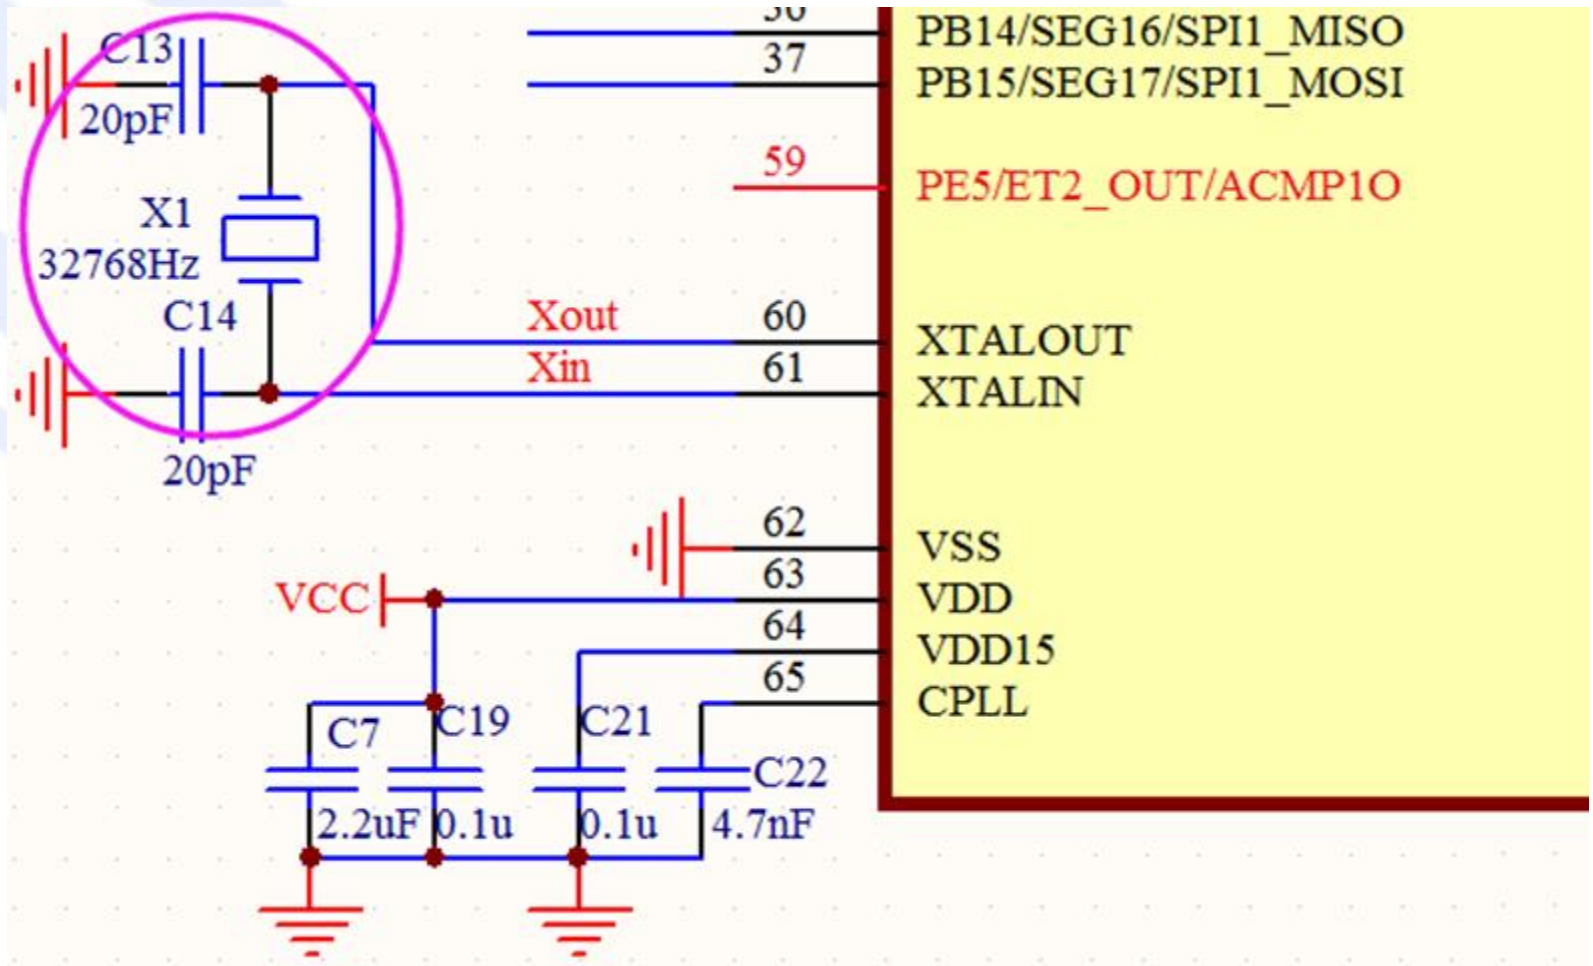 C13
20pF
X1
32768Hz
C14
20pF
Xout
Xin
VCC
C7
2.2uF
C19
0.1u
C21
0.1u
C22
4.7nF
37
59
60
61
62
63
64
65
PB14/SEG16/SPI1_MISO
PB15/SEG17/SPI1_MOSI
PE5/ET2_OUT/ACMP1O
XTALOUT
XTALIN
VSS
VDD
VDD15
CPLL